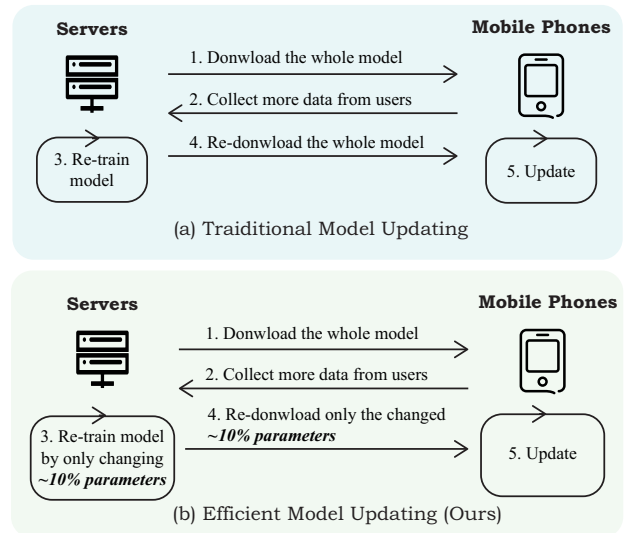 Servers
Mobile Phones
1. Donwload the whole model
2. Collect more data from users
3. Re-train
model
4. Re-donwload the whole model
5. Update
(a) Traiditional Model Updating
Servers
Mobile Phones
1. Donwload the whole model
2. Collect more data from users
3. Re-train model
by only changing
~10% parameters
4. Re-donwload only the changed
~10% parameters
5. Update
(b) Efficient Model Updating (Ours)